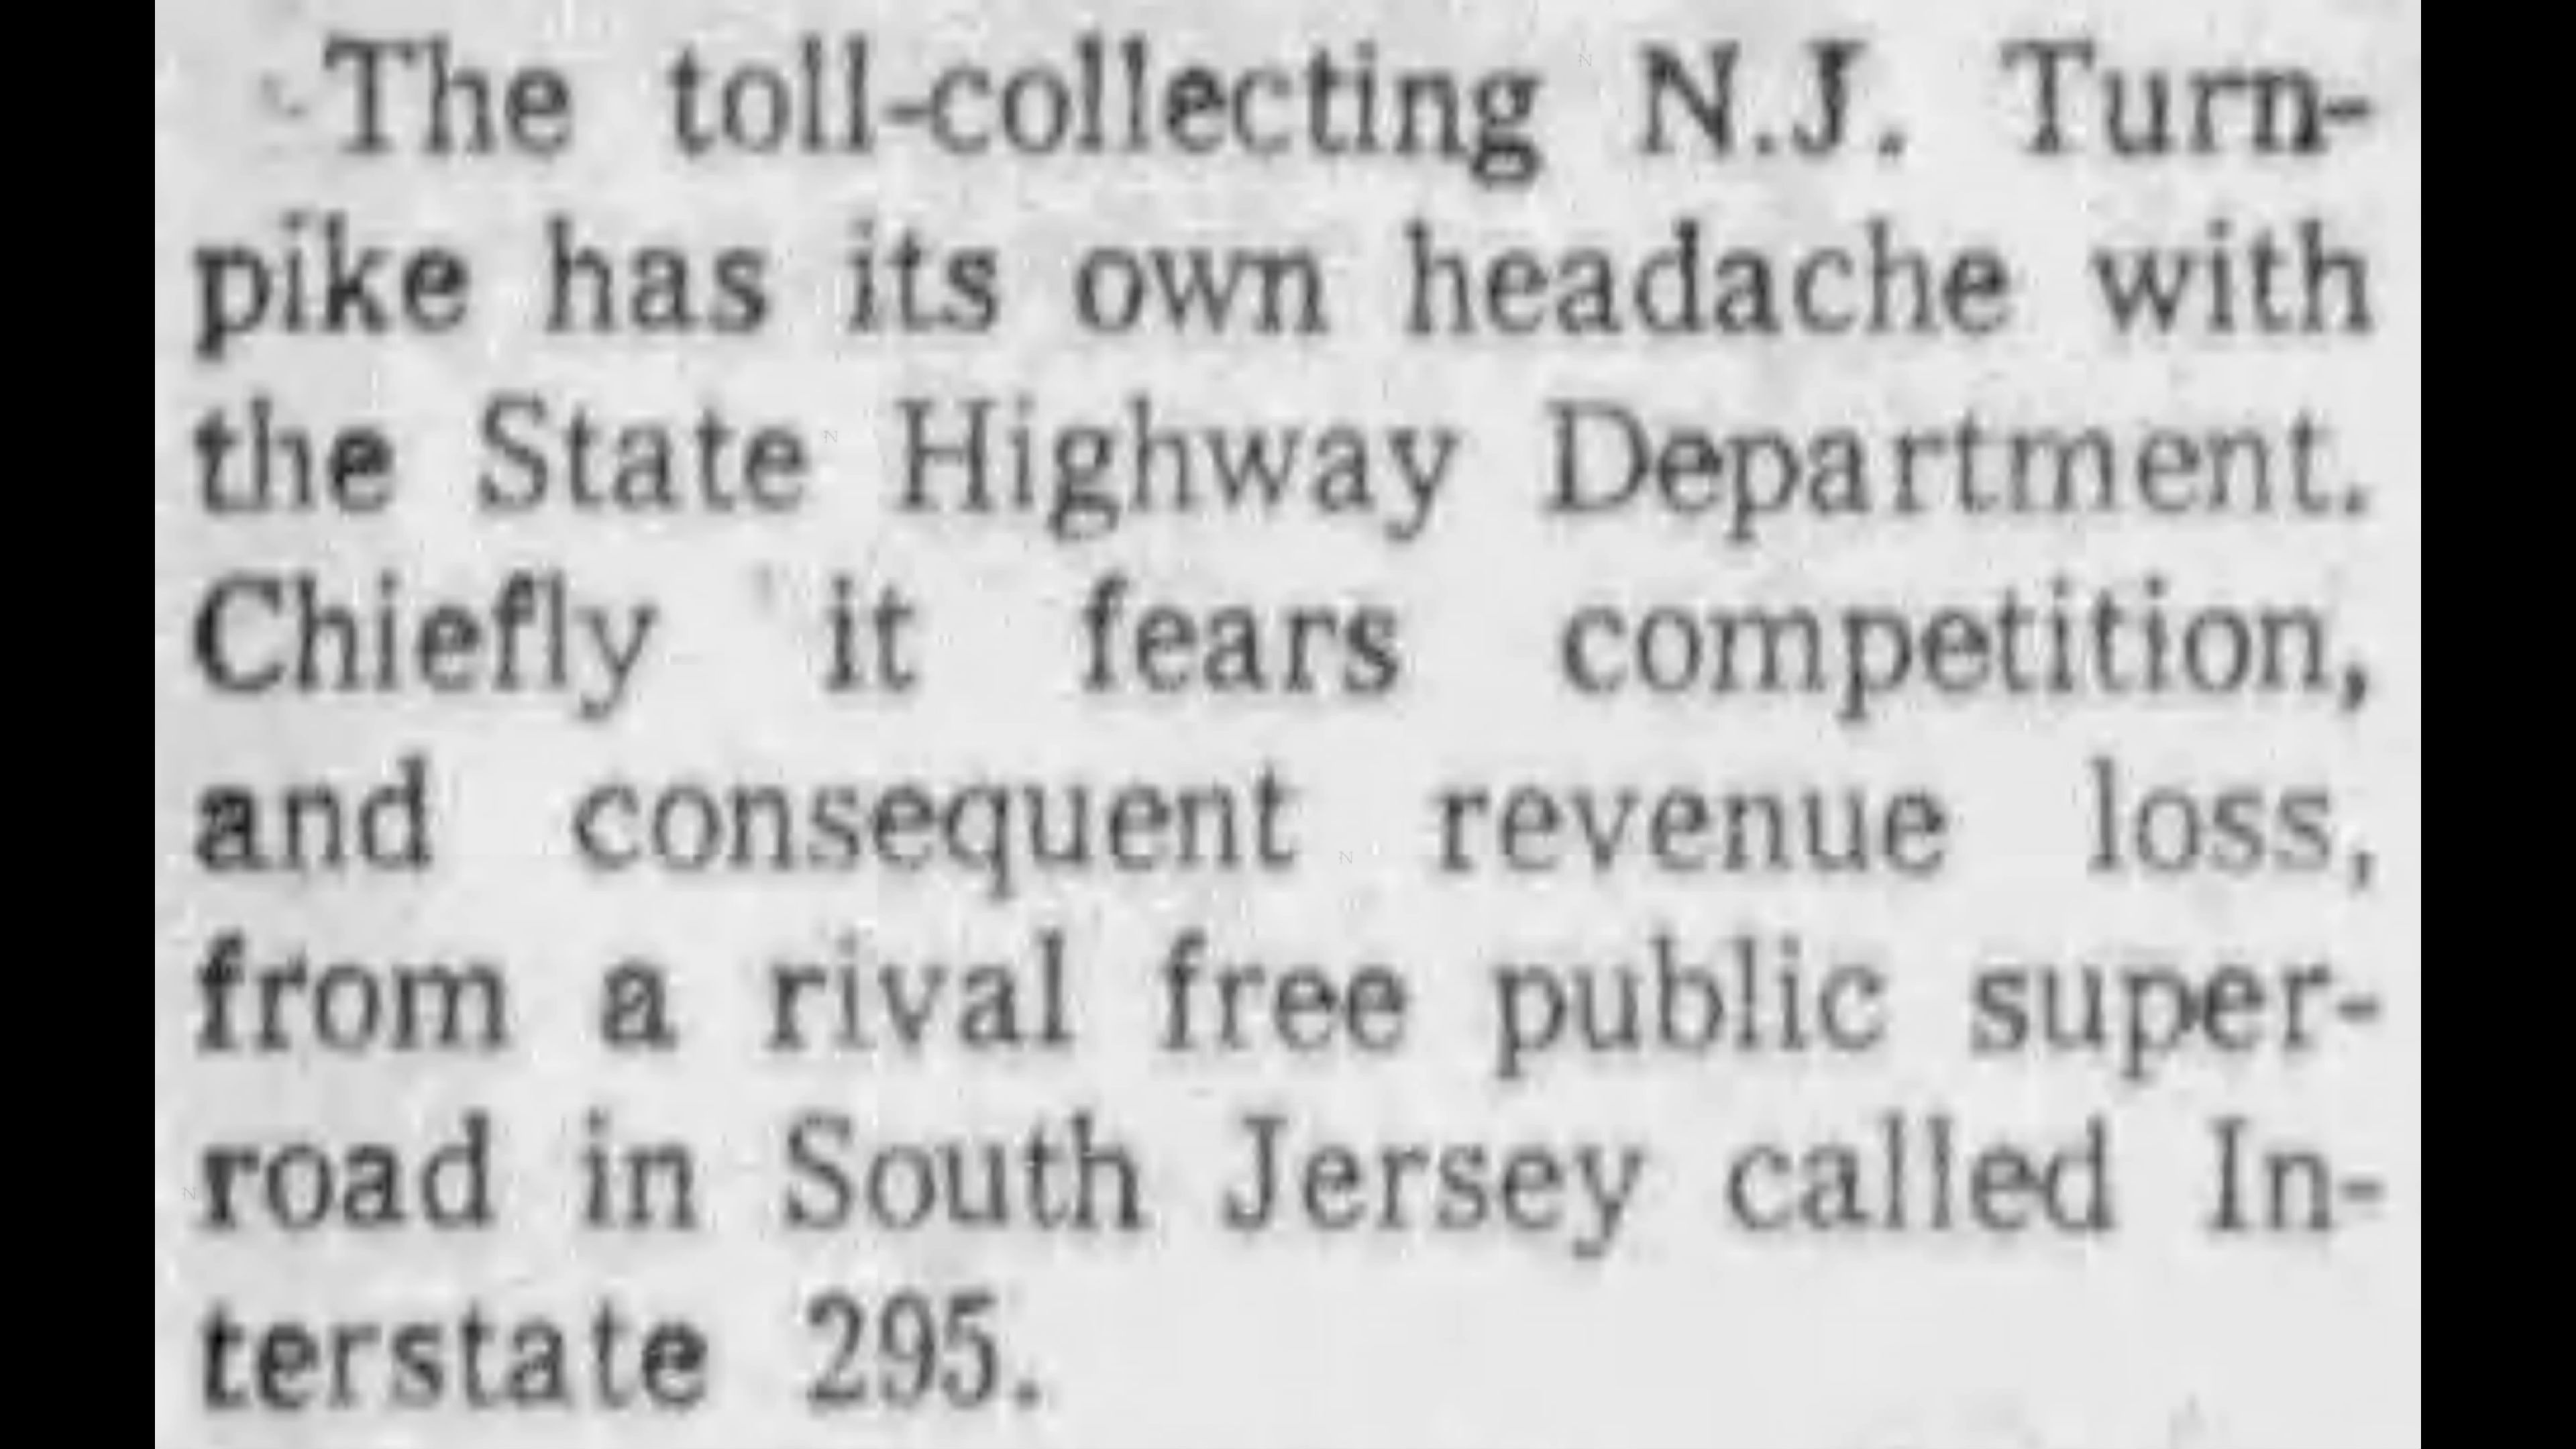 The toll-collecting N.J. Turn-
pike has its own headache with
the State Highway Department.
Chiefly it fears competition,
and consequent revenue loss,
from a rival free public super-
road in South Jersey called In-
terstate 295.